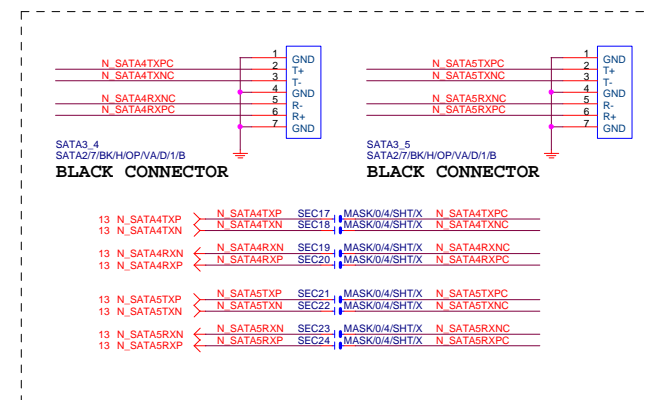 1 GND
N_SATA4TXPC 2 T+
N_SATA4TXNC 3 T-
4 GND
N_SATA4RXNC 5 R-
N_SATA4RXPC 6 R+
7 GND
SATA3_4
SATA2/7/BK/H/OP/VA/D/1/B
BLACK CONNECTOR
1 GND
N_SATA5TXPC 2 T+
N_SATA5TXNC 3 T-
4 GND
N_SATA5RXNC 5 R-
N_SATA5RXPC 6 R+
7 GND
SATA3_5
SATA2/7/BK/H/OP/VA/D/1/B
BLACK CONNECTOR
13 N_SATA4TXP N_SATA4TXP SEC17 MASK/0/4/SHT/X N_SATA4TXPC
13 N_SATA4TXN N_SATA4TXN SEC18 MASK/0/4/SHT/X N_SATA4TXNC
13 N_SATA4RXN N_SATA4RXN SEC19 MASK/0/4/SHT/X N_SATA4RXNC
13 N_SATA4RXP N_SATA4RXP SEC20 MASK/0/4/SHT/X N_SATA4RXPC
13 N_SATA5TXP N_SATA5TXP SEC21 MASK/0/4/SHT/X N_SATA5TXPC
13 N_SATA5TXN N_SATA5TXN SEC22 MASK/0/4/SHT/X N_SATA5TXNC
13 N_SATA5RXN N_SATA5RXN SEC23 MASK/0/4/SHT/X N_SATA5RXNC
13 N_SATA5RXP N_SATA5RXP SEC24 MASK/0/4/SHT/X N_SATA5RXPC